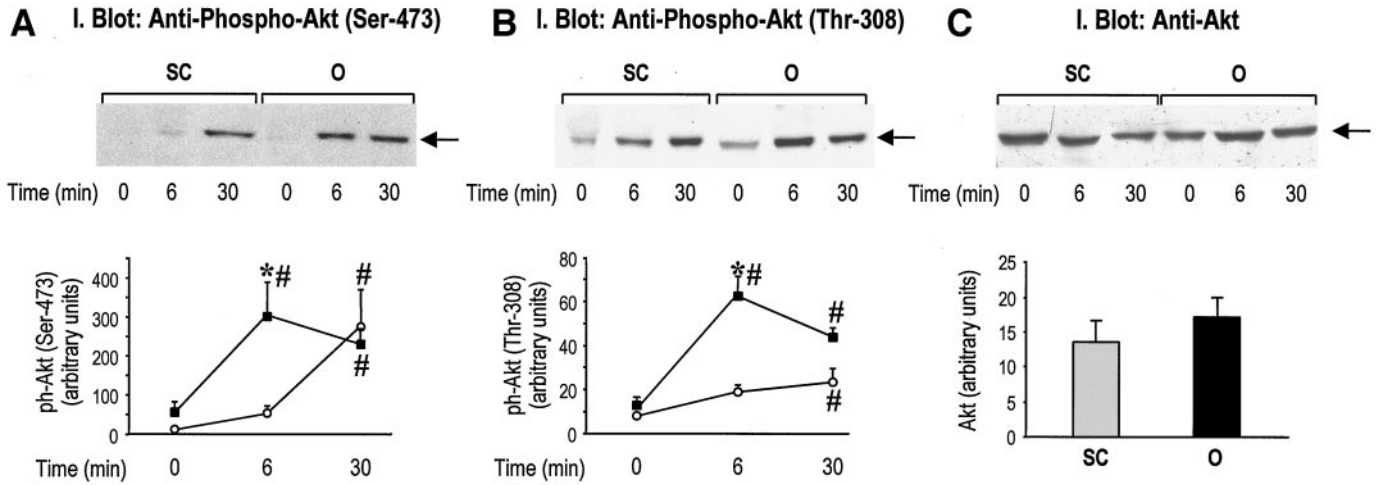 A I. Blot: Anti-Phospho-Akt (Ser-473)
SC O
Time (min) 0 6 30 0 6 30
400
300
200
100
0
ph-Akt (Ser-473)
(arbitrary units)
*# # #
Time (min) 0 6 30
B I. Blot: Anti-Phospho-Akt (Thr-308)
SC O
Time (min) 0 6 30 0 6 30
80
60
40
20
0
ph-Akt (Thr-308)
(arbitrary units)
*# # #
Time (min) 0 6 30
C I. Blot: Anti-Akt
SC O
Time (min) 0 6 30 0 6 30
25
20
15
10
5
0
Akt (arbitrary units)
SC O